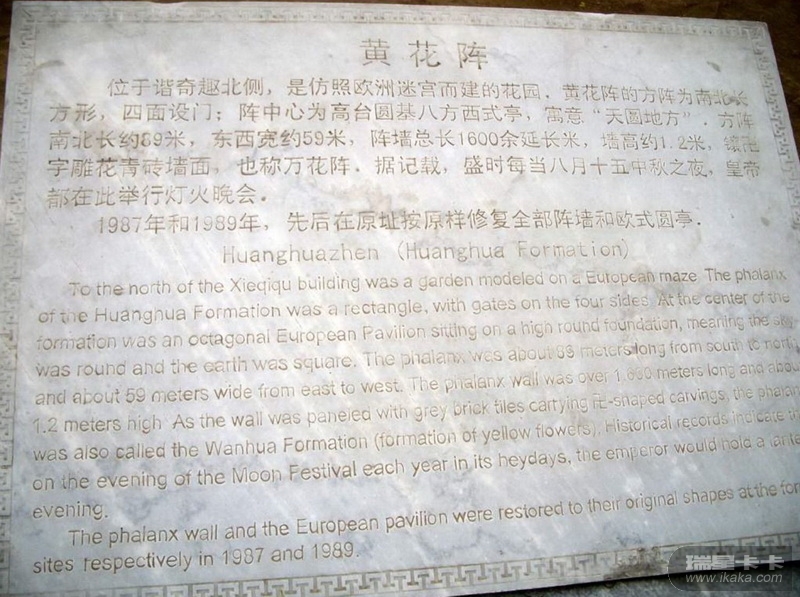 黄花阵
位于谐奇趣北侧，是仿照欧洲迷宫而建的花园．黄花阵的方阵为南北长
方形，四面设门；阵中心为高台圆基八方西式亭，寓意“天圆地方”．方阵
南北长约89米，东西宽约59米，阵墙总长1600余延长米，墙高约1.2米，镶
字雕花青砖墙面，也称万花阵．据记载，盛时每当八月十五中秋之夜，皇帝
都在此举行灯火晚会．
1987年和1989年，先后在原址按原样修复全部阵墙和欧式圆亭．
Huanghuazhen (Huanghua Formation)
To the north of the Xieqiqu building was a garden modeled on a European maze. The phalanx
of the Huanghua Formation was a rectangle, with gates on the four sides. At the center of the
formation was an octagonal European Pavilion sitting on a high round foundation, meaning the sky
was round and the earth was square. The phalanx was about 89 meters long from south to north
and about 59 meters wide from east to west. The phalanx wall was over 1,600 meters long and about
1.2 meters high. As the wall was paneled with grey brick tiles carrying 卍-shaped carvings, the phalanx
was also called the Wanhua Formation (formation of yellow flowers). Historical records indicate
on the evening of the Moon Festival each year in its heydays, the emperor would hold a
evening.
The phalanx wall and the European pavilion were restored to their original shapes at the
sites respectively in 1987 and 1989.
瑞星卡卡
www.ikaka.com